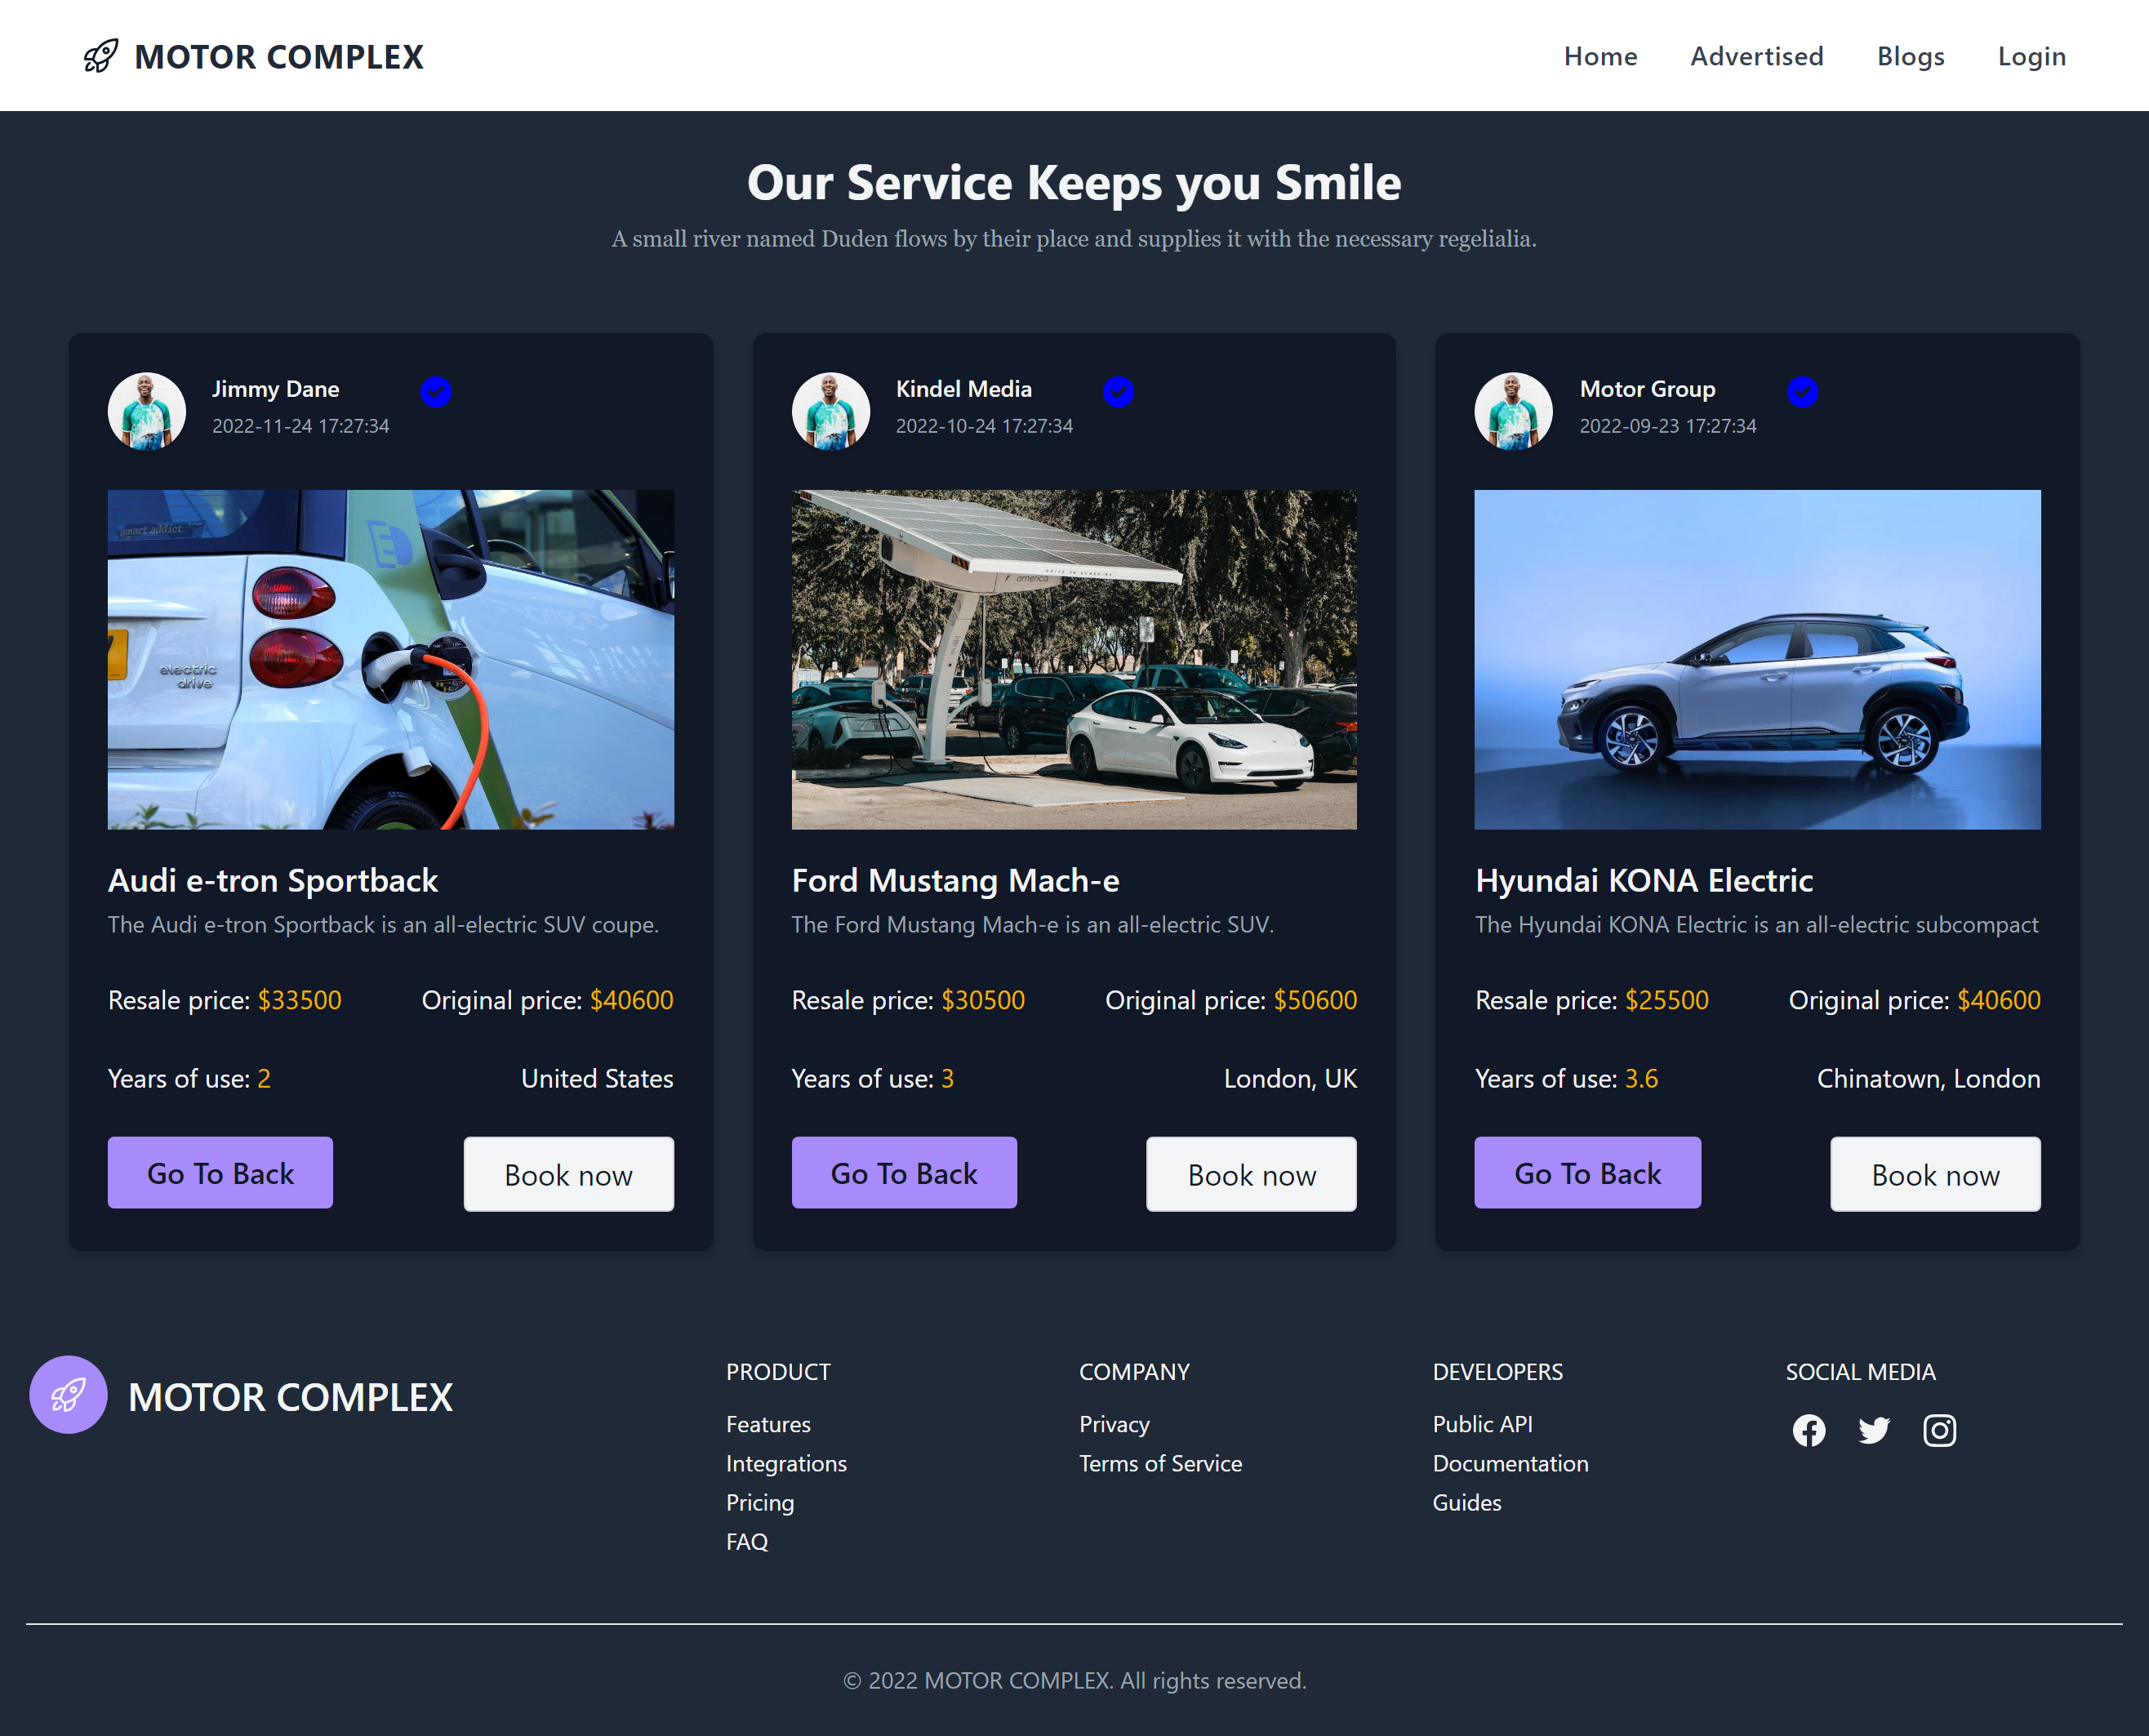 MOTOR COMPLEX
Home Advertised Blogs Login
Our Service Keeps you Smile
A small river named Duden flows by their place and supplies it with the necessary regelialia.
Jimmy Dane
2022-11-24 17:27:34
smart addict
ED
electric
drive
Audi e-tron Sportback
The Audi e-tron Sportback is an all-electric SUV coupe.
Resale price: $33500 Original price: $40600
Years of use: 2 United States
Go To Back Book now
Kindel Media
2022-10-24 17:27:34
DRIVE ON SUNSHINE
america
Ford Mustang Mach-e
The Ford Mustang Mach-e is an all-electric SUV.
Resale price: $30500 Original price: $50600
Years of use: 3 London, UK
Go To Back Book now
Motor Group
2022-09-23 17:27:34
Hyundai KONA Electric
The Hyundai KONA Electric is an all-electric subcompact
Resale price: $25500 Original price: $40600
Years of use: 3.6 Chinatown, London
Go To Back Book now
MOTOR COMPLEX
PRODUCT
Features
Integrations
Pricing
FAQ
COMPANY
Privacy
Terms of Service
DEVELOPERS
Public API
Documentation
Guides
SOCIAL MEDIA
© 2022 MOTOR COMPLEX. All rights reserved.